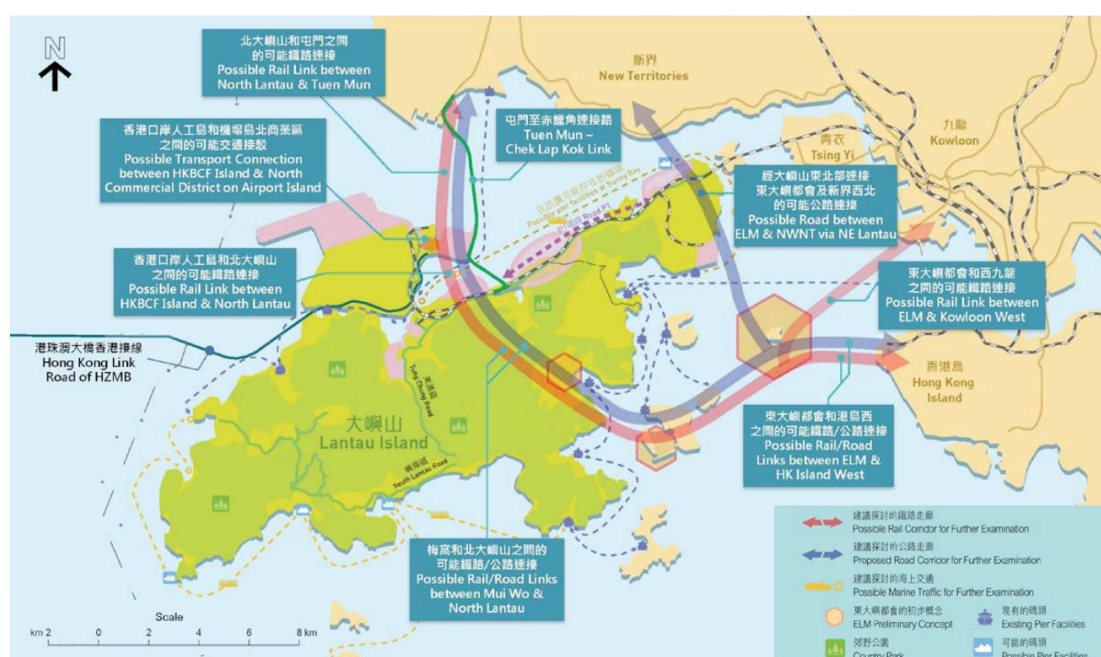 N
北大嶼山和屯門之間
的可能鐵路連接
Possible Rail Link between
North Lantau & Tuen Mun
新界
New Territories
九龍
Kowloon
青衣
Tsing Yi
屯門至赤鱲角連接路
Tuen Mun –
Chek Lap Kok Link
香港口岸人工島和機場島北商業區
之間的可能交通接駁
Possible Transport Connection
between HKBCF Island & North
Commercial District on Airport Island
經大嶼山東北部連接
東大嶼都會及新界西北
的可能公路連接
Possible Road between
ELM & NWNT via NE Lantau
Possible pier facilities at Sunny Bay
Road P1
香港口岸人工島和北大嶼山
之間的可能鐵路連接
Possible Rail Link between
HKBCF Island & North Lantau
東大嶼都會和西九龍
之間的可能鐵路連接
Possible Rail Link between
ELM & Kowloon West
港珠澳大橋香港接線
Hong Kong Link
Road of HZMB
香港島
Hong Kong
Island
Tung Chung Road
大嶼山
Lantau Island
South Lantau Road
東大嶼都會和港島西
之間的可能鐵路/公路連接
Possible Rail/Road
Links between ELM &
HK Island West
梅窩和北大嶼山之間的
可能鐵路/公路連接
Possible Rail/Road Links
between Mui Wo &
North Lantau
建議探討的鐵路走廊
Possible Rail Corridor for Further Examination
建議探討的公路走廊
Proposed Road Corridor for Further Examination
建議探討的海上交通
Possible Marine Traffic for Further Examination
東大嶼都會的初步概念
ELM Preliminary Concept
現有的碼頭
Existing Pier Facilities
郊野公園
Country Park
可能的碼頭
Possible Pier Facilities
Scale
km 2 0 2 4 6 8 km